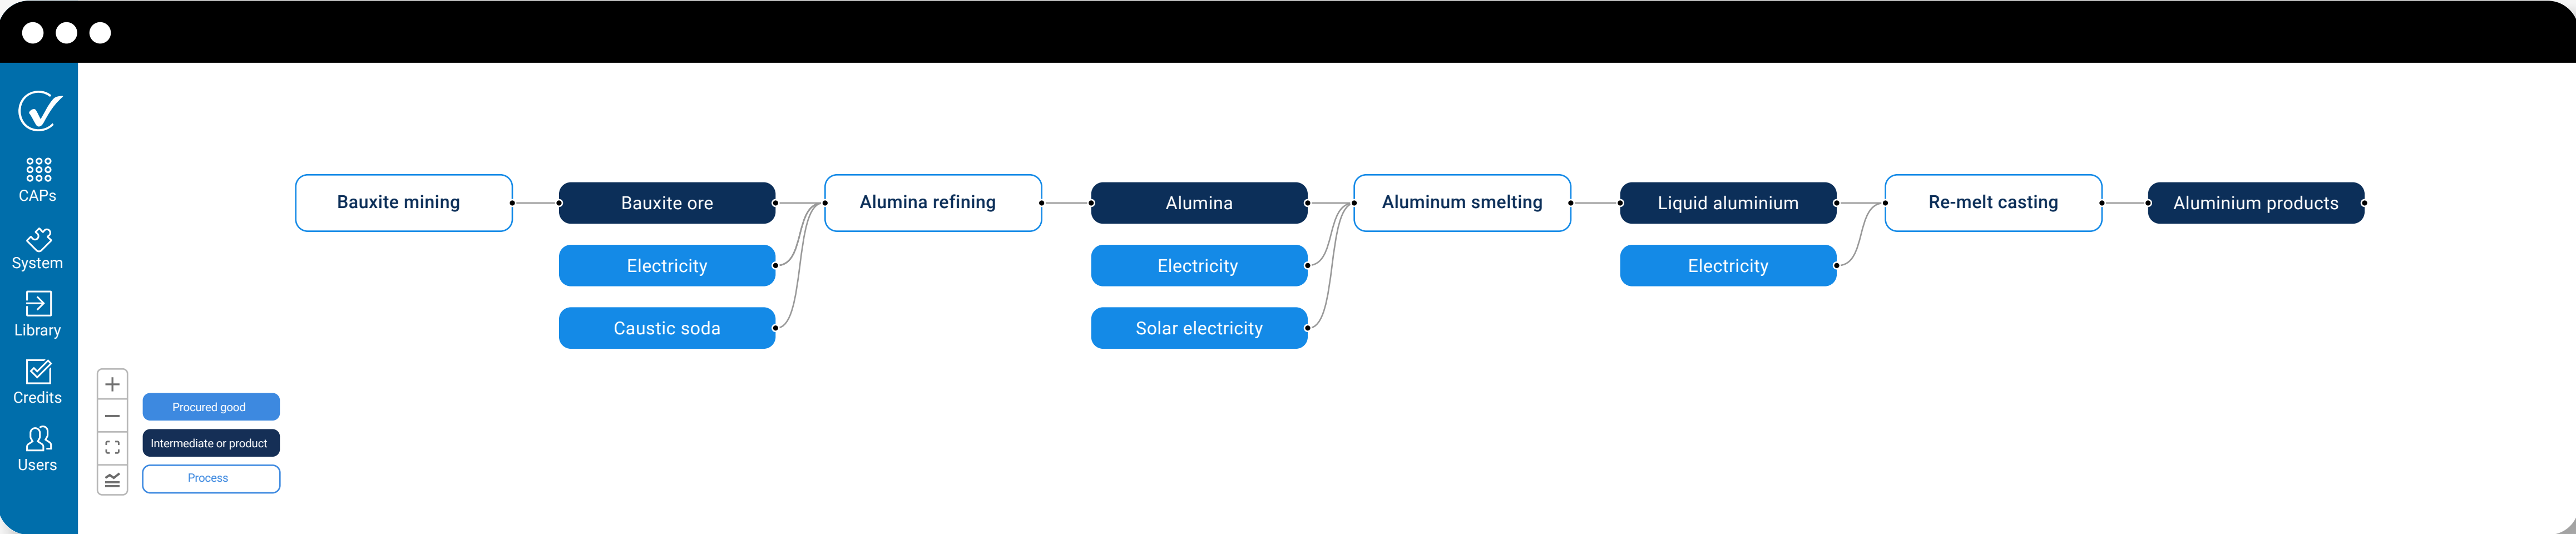 CAPs
System
Library
Credits
Users
Bauxite mining
Bauxite ore
Electricity
Caustic soda
Alumina refining
Alumina
Electricity
Solar electricity
Aluminum smelting
Liquid aluminium
Electricity
Re-melt casting
Aluminium products
Procured good
Intermediate or product
Process